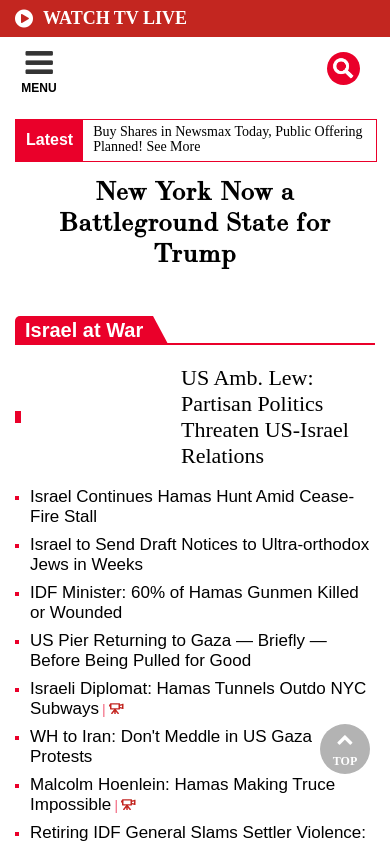 WATCH TV LIVE
MENU
Latest
Buy Shares in Newsmax Today, Public Offering
Planned! See More
New York Now a
Battleground State for
Trump
Israel at War
US Amb. Lew:
Partisan Politics
Threaten US-Israel
Relations
Israel Continues Hamas Hunt Amid Cease-
Fire Stall
Israel to Send Draft Notices to Ultra-orthodox
Jews in Weeks
IDF Minister: 60% of Hamas Gunmen Killed
or Wounded
US Pier Returning to Gaza — Briefly —
Before Being Pulled for Good
Israeli Diplomat: Hamas Tunnels Outdo NYC
Subways |
WH to Iran: Don't Meddle in US Gaza
Protests
TOP
Malcolm Hoenlein: Hamas Making Truce
Impossible |
Retiring IDF General Slams Settler Violence: